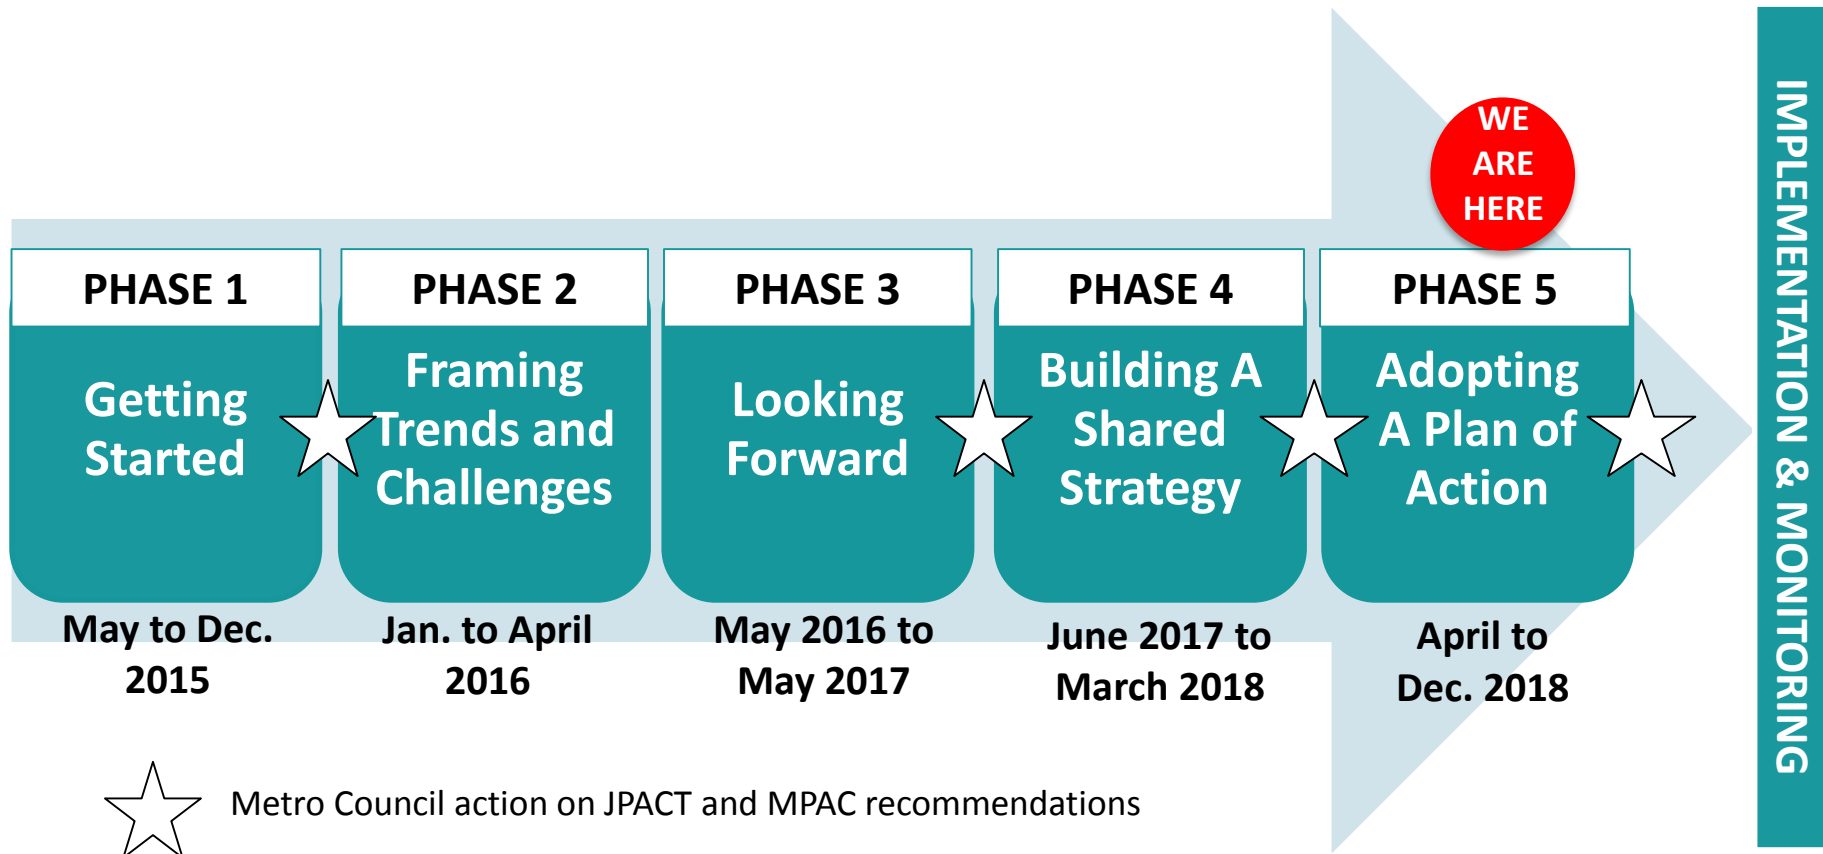 WE
ARE
HERE
PHASE 1
Getting
Started
May to Dec.
2015
PHASE 2
Framing
Trends and
Challenges
Jan. to April
2016
PHASE 3
Looking
Forward
May 2016 to
May 2017
PHASE 4
Building A
Shared
Strategy
June 2017 to
March 2018
PHASE 5
Adopting
A Plan of
Action
April to
Dec. 2018
IMPLEMENTATION & MONITORING
Metro Council action on JPACT and MPAC recommendations